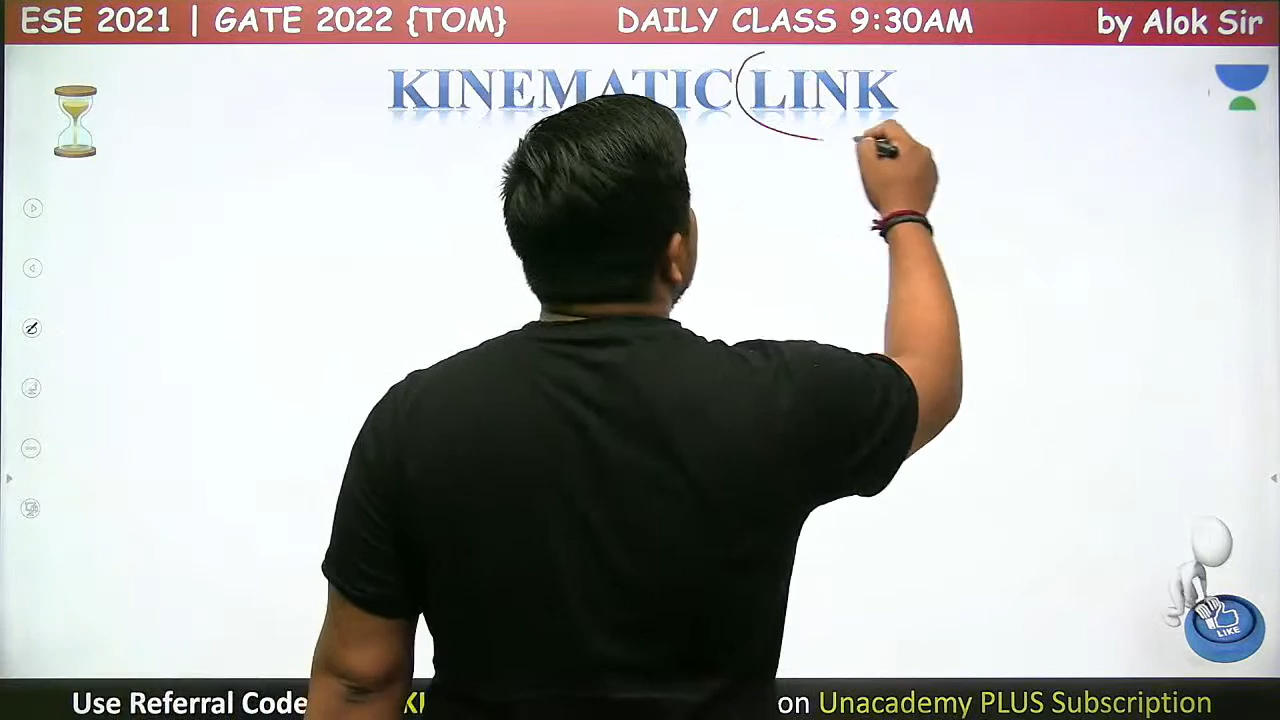 ESE 2021 | GATE 2022 {TOM} DAILY CLASS 9:30AM by Alok Sir
KINEMATIC LINK
LIKE
Use Referral Code on Unacademy PLUS Subscription